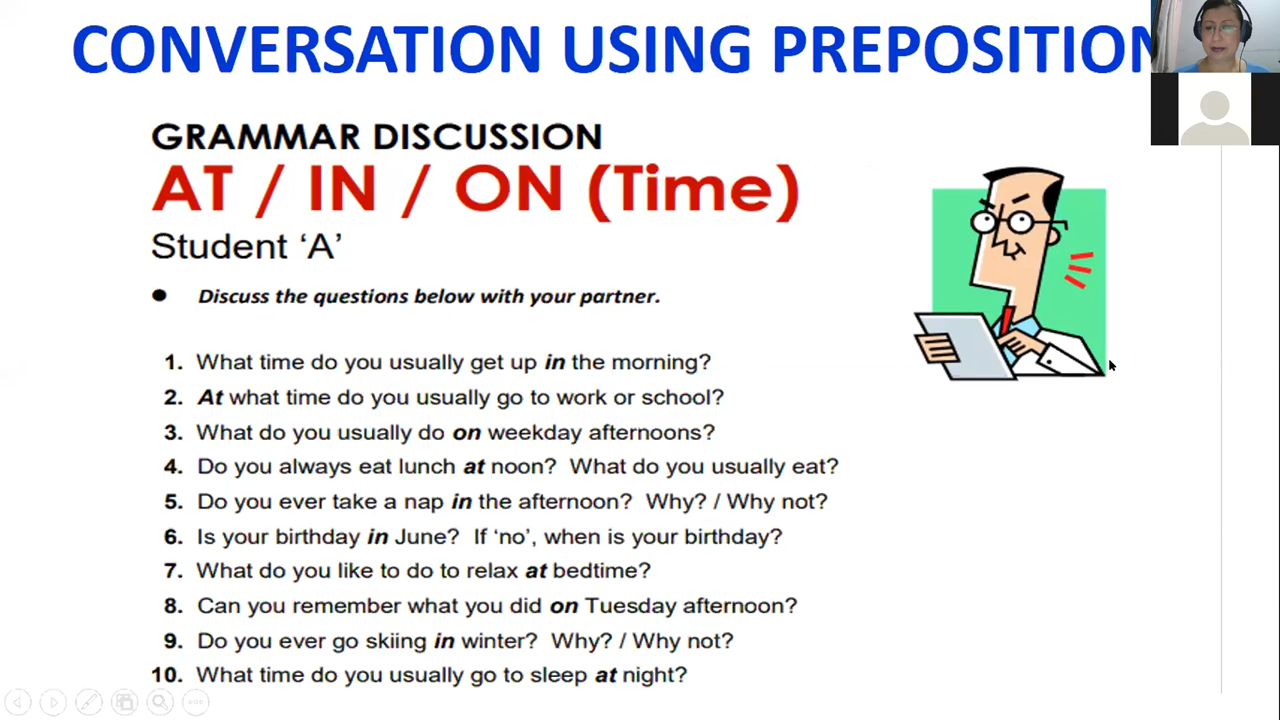 CONVERSATION USING PREPOSITION
GRAMMAR DISCUSSION
AT / IN / ON (Time)
Student ‘A’
● Discuss the questions below with your partner.
1. What time do you usually get up in the morning?
2. At what time do you usually go to work or school?
3. What do you usually do on weekday afternoons?
4. Do you always eat lunch at noon? What do you usually eat?
5. Do you ever take a nap in the afternoon? Why? / Why not?
6. Is your birthday in June? If ‘no’, when is your birthday?
7. What do you like to do to relax at bedtime?
8. Can you remember what you did on Tuesday afternoon?
9. Do you ever go skiing in winter? Why? / Why not?
10. What time do you usually go to sleep at night?